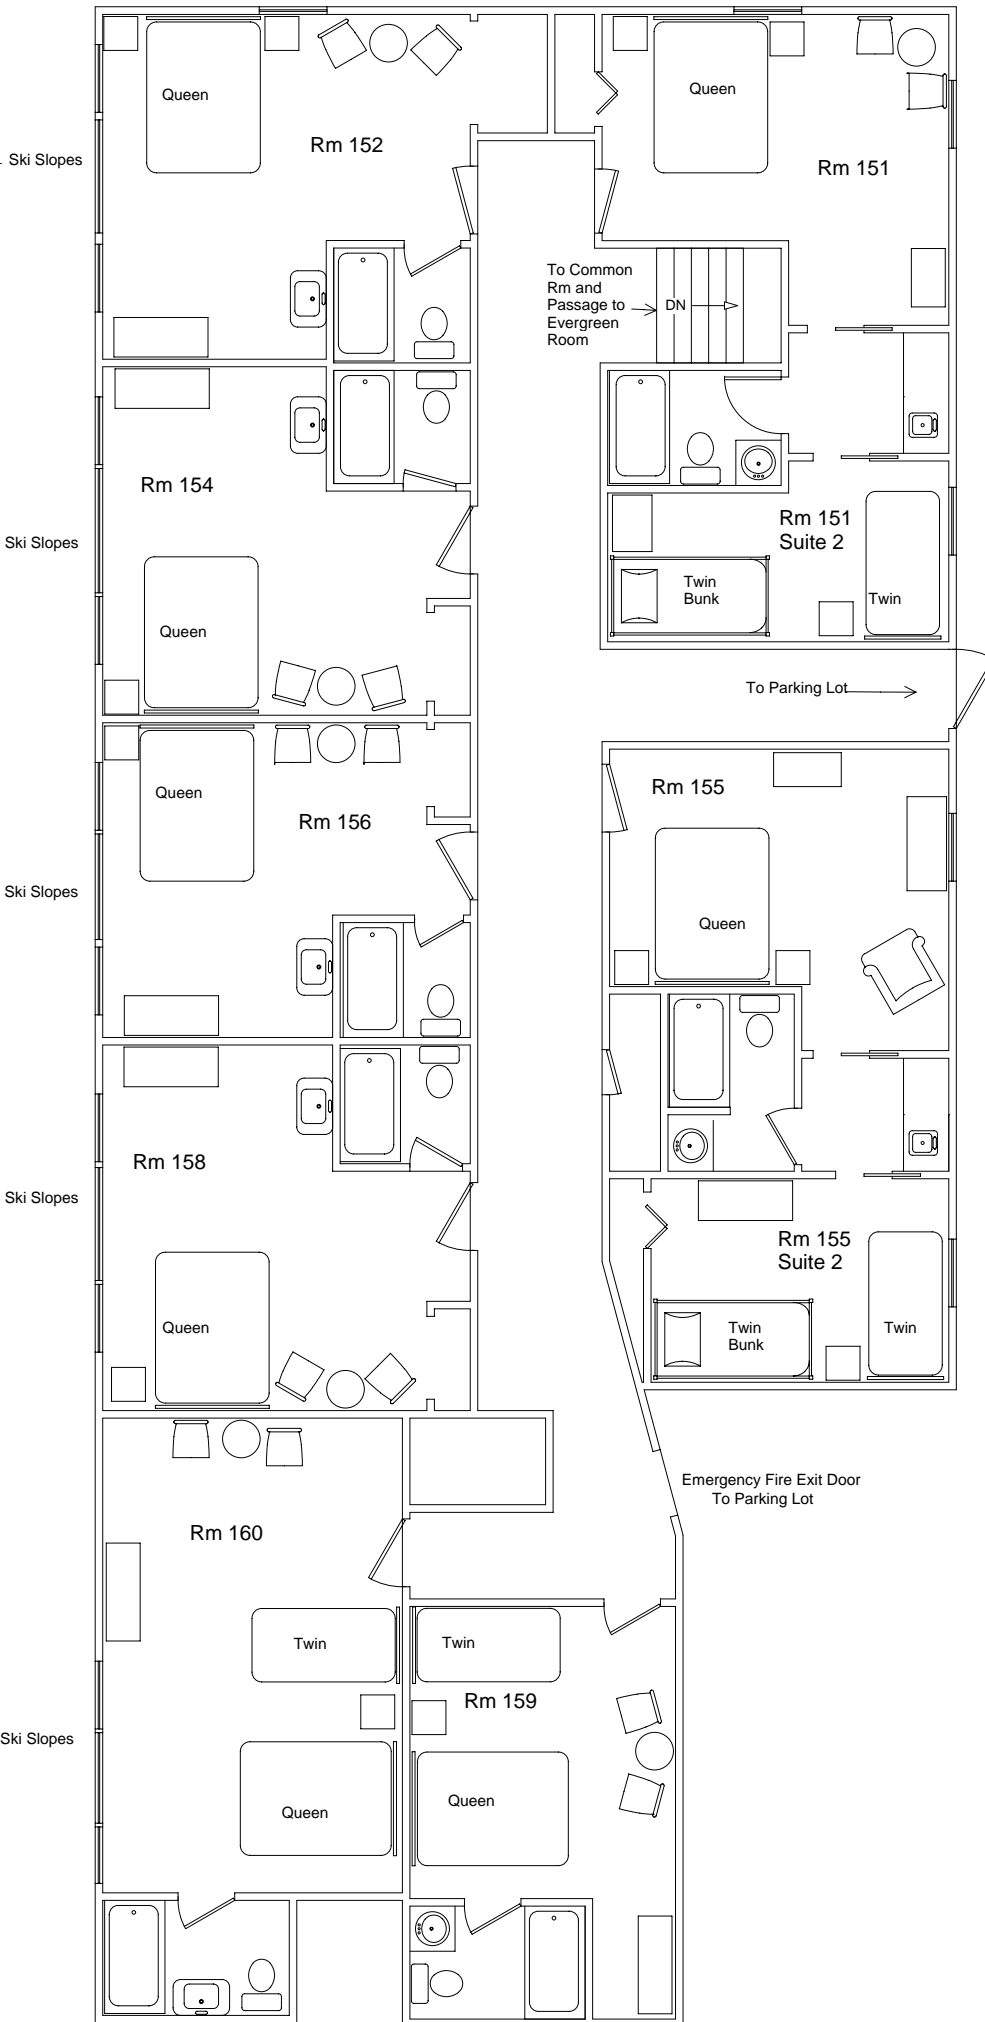 Queen
Rm 152
Ski Slopes
Queen
Rm 151
To Common
Rm and
Passage to
Evergreen
Room
DN
Rm 154
Ski Slopes
Queen
Rm 151
Suite 2
Twin
Bunk
Twin
To Parking Lot
Queen
Rm 156
Ski Slopes
Rm 155
Queen
Rm 158
Ski Slopes
Queen
Rm 155
Suite 2
Twin
Bunk
Twin
Emergency Fire Exit Door
To Parking Lot
Rm 160
Twin
Ski Slopes
Queen
Twin
Rm 159
Queen